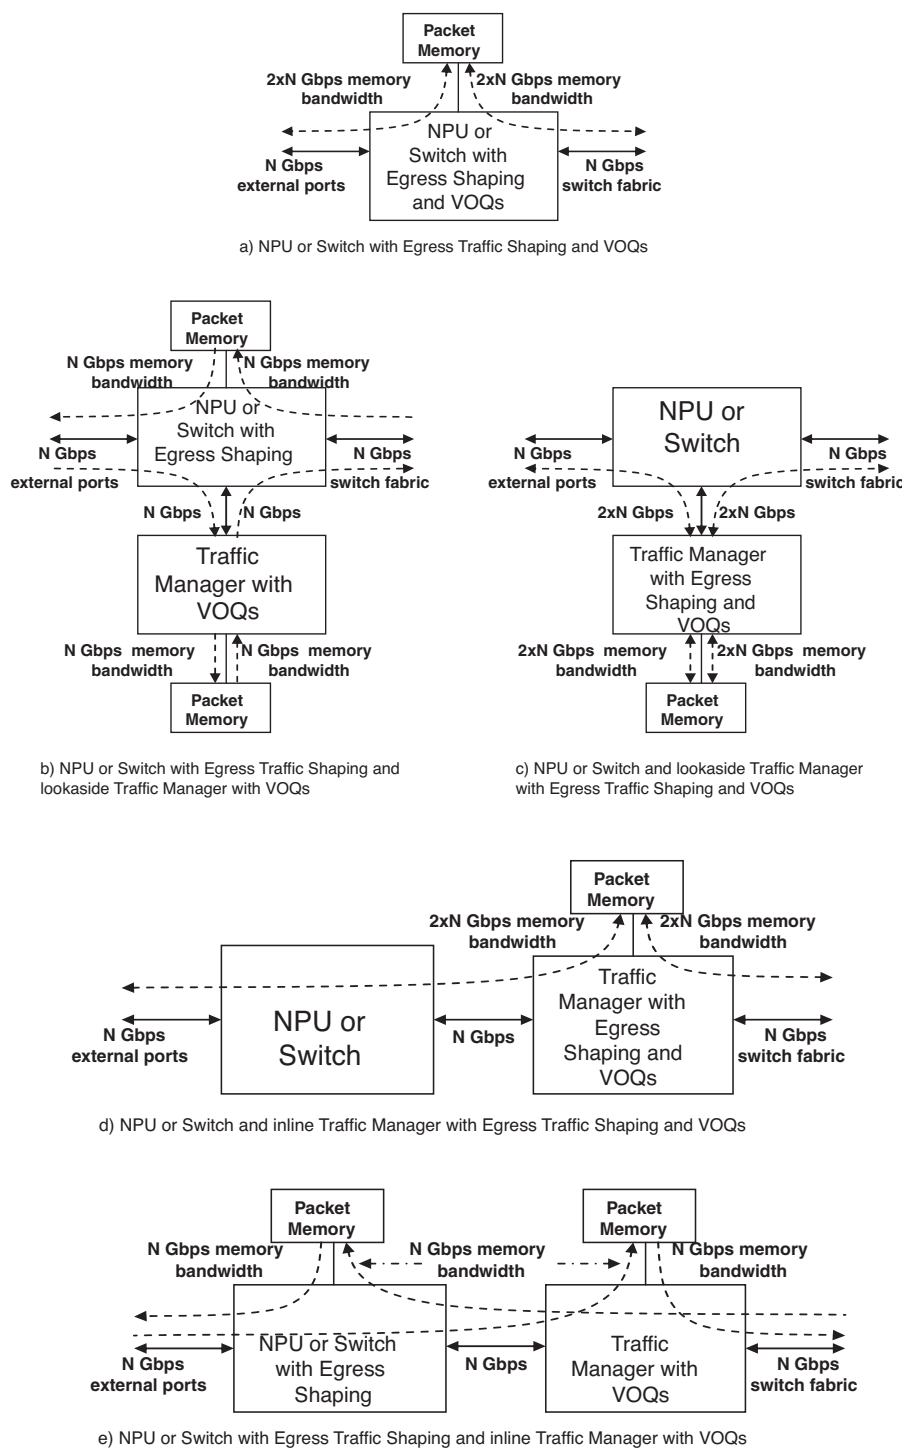 Packet
Memory
2xN Gbps memory
bandwidth
2xN Gbps memory
bandwidth
NPU or
Switch with
Egress Shaping
and VOQs
N Gbps
external ports
N Gbps
switch fabric
a) NPU or Switch with Egress Traffic Shaping and VOQs
Packet
Memory
N Gbps memory
bandwidth
N Gbps memory
bandwidth
NPU or
Switch with
Egress Shaping
N Gbps
external ports
N Gbps
switch fabric
N Gbps
N Gbps
Traffic
Manager with
VOQs
N Gbps memory
bandwidth
N Gbps memory
bandwidth
Packet
Memory
b) NPU or Switch with Egress Traffic Shaping and
lookaside Traffic Manager with VOQs
NPU or
Switch
N Gbps
external ports
N Gbps
switch fabric
2xN Gbps
2xN Gbps
Traffic Manager
with Egress
Shaping and
VOQs
2xN Gbps memory
bandwidth
2xN Gbps memory
bandwidth
Packet
Memory
c) NPU or Switch and lookaside Traffic Manager
with Egress Traffic Shaping and VOQs
Packet
Memory
2xN Gbps memory
bandwidth
2xN Gbps memory
bandwidth
NPU or
Switch
Traffic
Manager with
Egress
Shaping and
VOQs
N Gbps
external ports
N Gbps
N Gbps
switch fabric
d) NPU or Switch and inline Traffic Manager with Egress Traffic Shaping and VOQs
Packet
Memory
Packet
Memory
N Gbps memory
bandwidth
N Gbps memory
bandwidth
N Gbps memory
bandwidth
NPU or Switch
with Egress
Shaping
Traffic
Manager with
VOQs
N Gbps
external ports
N Gbps
N Gbps
switch fabric
e) NPU or Switch with Egress Traffic Shaping and inline Traffic Manager with VOQs